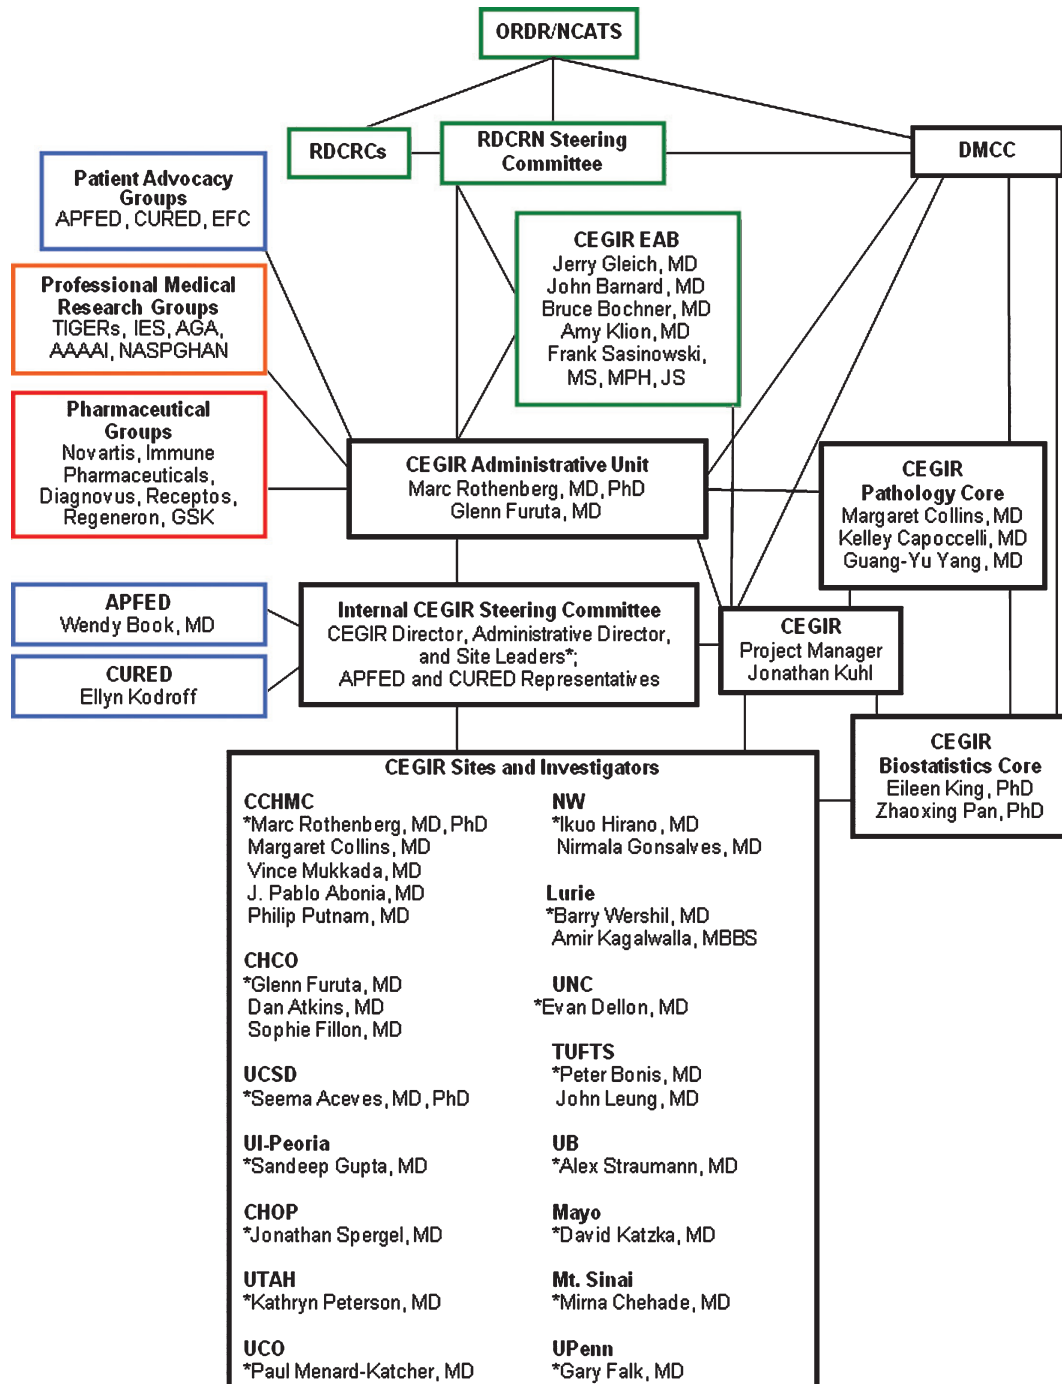 ORDR/NCATS
RDCRCs
RDCRN Steering
Committee
DMCC
Patient Advocacy
Groups
APFED, CURED, EFC
Professional Medical
Research Groups
TIGERs, IES, AGA,
AAAAI, NASPGHAN
Pharmaceutical
Groups
Novartis, Immune
Pharmaceuticals,
Diagnovus, Receptos,
Regeneron, GSK
CEGIR EAB
Jerry Gleich, MD
John Barnard, MD
Bruce Bochner, MD
Amy Klion, MD
Frank Sasinowski,
MS, MPH, JS
CEGIR Administrative Unit
Marc Rothenberg, MD, PhD
Glenn Furuta, MD
CEGIR
Pathology Core
Margaret Collins, MD
Kelley Capoccelli, MD
Guang-Yu Yang, MD
APFED
Wendy Book, MD
CURED
Ellyn Kodroff
Internal CEGIR Steering Committee
CEGIR Director, Administrative Director,
and Site Leaders*;
APFED and CURED Representatives
CEGIR
Project Manager
Jonathan Kuhl
CEGIR
Biostatistics Core
Eileen King, PhD
Zhaoxing Pan, PhD
CEGIR Sites and Investigators
CCHMC
*Marc Rothenberg, MD, PhD
Margaret Collins, MD
Vince Mukkada, MD
J. Pablo Abonia, MD
Philip Putnam, MD
CHCO
*Glenn Furuta, MD
Dan Atkins, MD
Sophie Fillon, MD
UCSD
*Seema Aceves, MD, PhD
UI-Peoria
*Sandeep Gupta, MD
CHOP
*Jonathan Spergel, MD
UTAH
*Kathryn Peterson, MD
UCO
*Paul Menard-Katcher, MD
NW
*Ikuo Hirano, MD
Nirmala Gonsalves, MD
Lurie
*Barry Wershil, MD
Amir Kagalwalla, MBBS
UNC
*Evan Dellon, MD
TUFTS
*Peter Bonis, MD
John Leung, MD
UB
*Alex Straumann, MD
Mayo
*David Katzka, MD
Mt. Sinai
*Mirna Chehade, MD
UPenn
*Gary Falk, MD